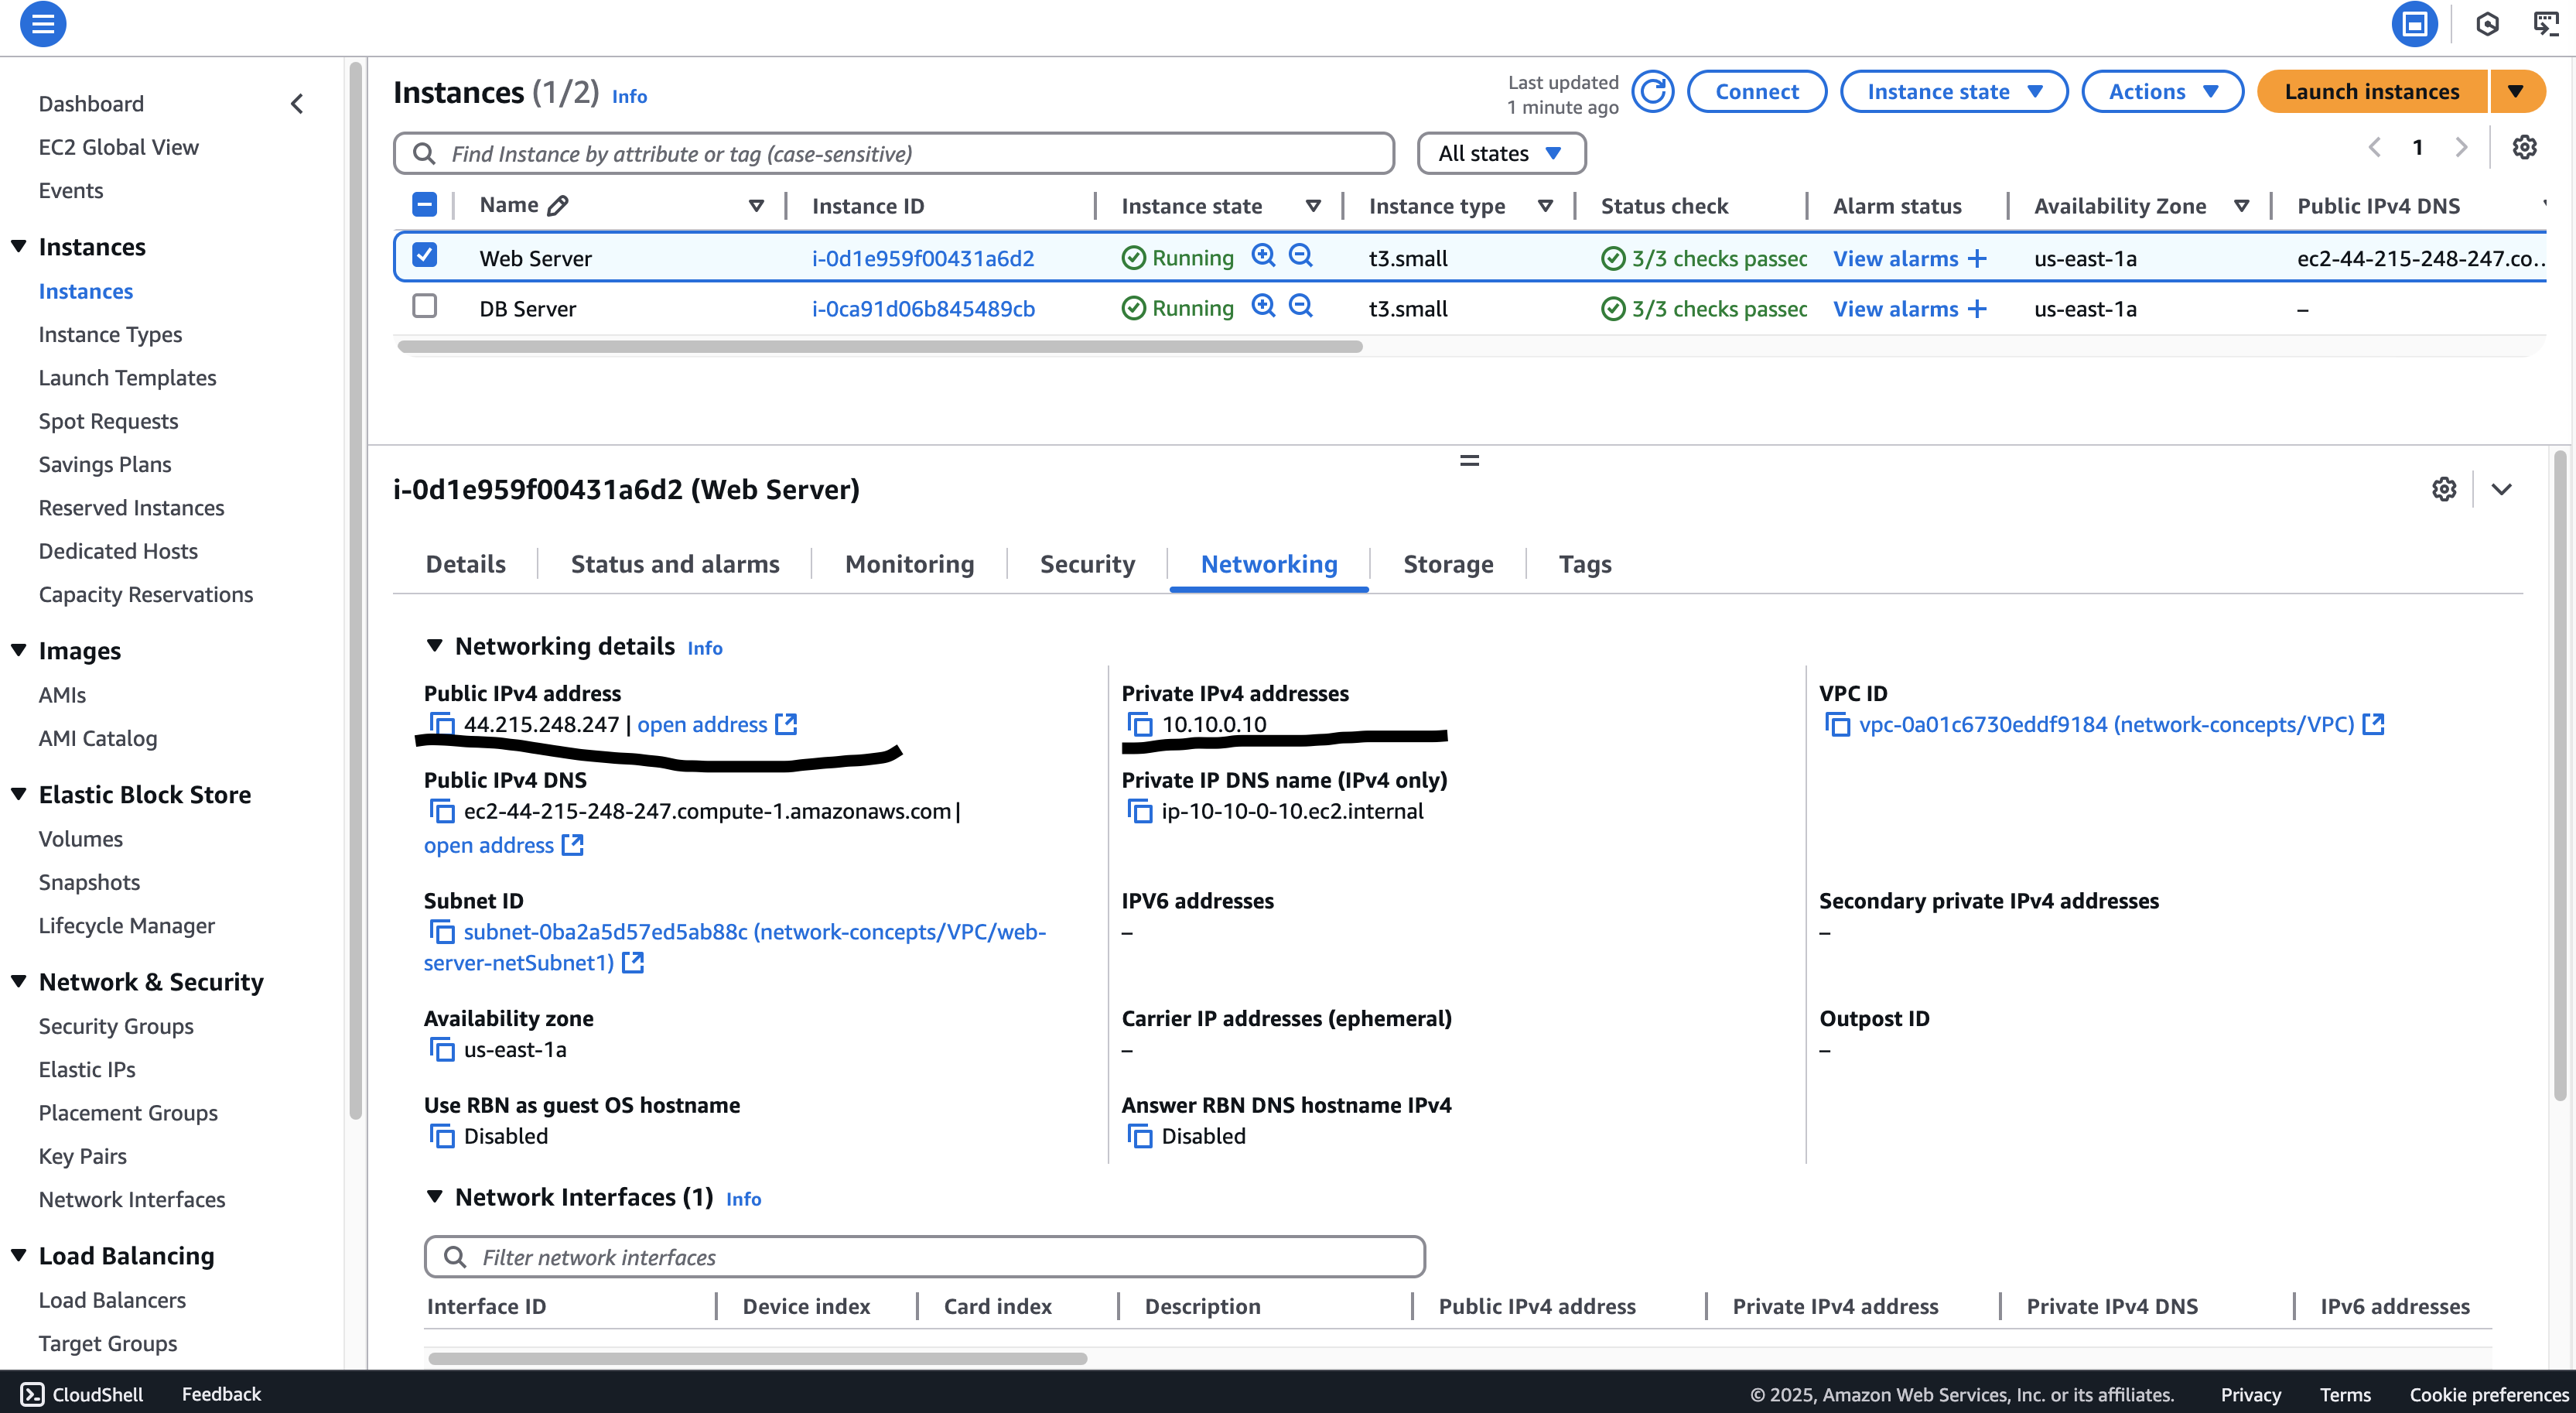 Instances (1/2) Info
Last updated
1 minute ago
Connect
Instance state
Actions
Launch instances
Find Instance by attribute or tag (case-sensitive)
All states
1
Name Instance ID Instance state Instance type Status check Alarm status Availability Zone Public IPv4 DNS
Web Server i-0d1e959f00431a6d2 Running t3.small 3/3 checks passec View alarms + us-east-1a ec2-44-215-248-247.co...
DB Server i-0ca91d06b845489cb Running t3.small 3/3 checks passec View alarms + us-east-1a –
Dashboard
EC2 Global View
Events
Instances
Instances
Instance Types
Launch Templates
Spot Requests
Savings Plans
Reserved Instances
Dedicated Hosts
Capacity Reservations
Images
AMIs
AMI Catalog
Elastic Block Store
Volumes
Snapshots
Lifecycle Manager
Network & Security
Security Groups
Elastic IPs
Placement Groups
Key Pairs
Network Interfaces
Load Balancing
Load Balancers
Target Groups
i-0d1e959f00431a6d2 (Web Server)
Details Status and alarms Monitoring Security Networking Storage Tags
Networking details Info
Public IPv4 address
44.215.248.247 | open address
Private IPv4 addresses
10.10.0.10
VPC ID
vpc-0a01c6730eddf9184 (network-concepts/VPC)
Public IPv4 DNS
ec2-44-215-248-247.compute-1.amazonaws.com |
open address
Private IP DNS name (IPv4 only)
ip-10-10-0-10.ec2.internal
Subnet ID
subnet-0ba2a5d57ed5ab88c (network-concepts/VPC/web-
server-netSubnet1)
IPV6 addresses
–
Secondary private IPv4 addresses
–
Availability zone
us-east-1a
Carrier IP addresses (ephemeral)
–
Outpost ID
–
Use RBN as guest OS hostname
Disabled
Answer RBN DNS hostname IPv4
Disabled
Network Interfaces (1) Info
Filter network interfaces
Interface ID Device index Card index Description Public IPv4 address Private IPv4 address Private IPv4 DNS IPv6 addresses
CloudShell Feedback © 2025, Amazon Web Services, Inc. or its affiliates. Privacy Terms Cookie preferences